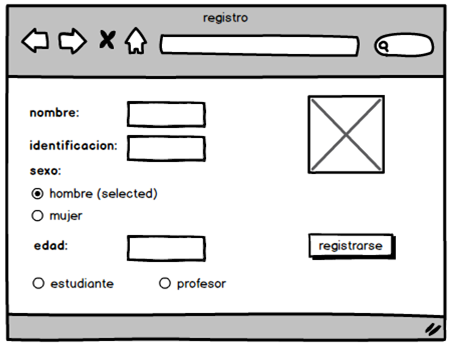 registro
nombre:
identificacion:
sexo:
hombre (selected)
mujer
edad:
registrarse
estudiante profesor